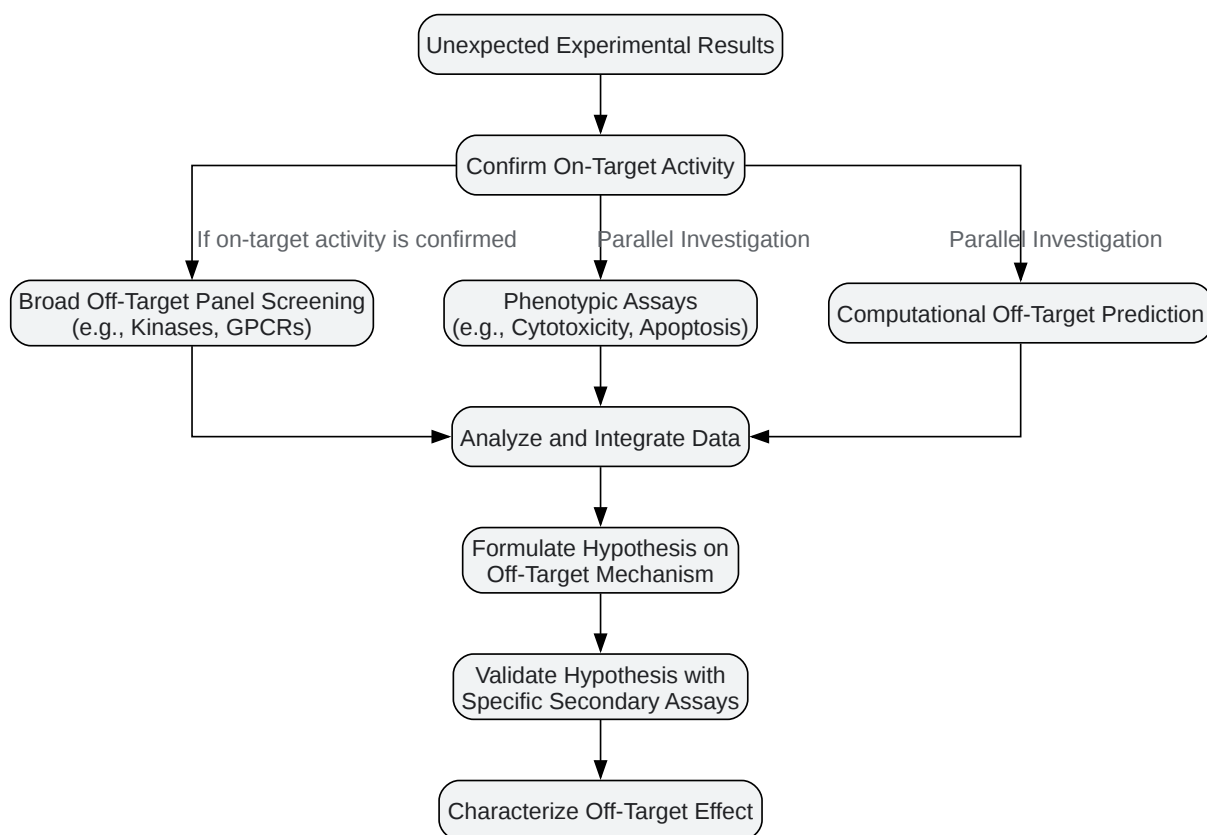 Unexpected Experimental Results
Confirm On-Target Activity
If on-target activity is confirmed
Parallel Investigation
Parallel Investigation
Broad Off-Target Panel Screening
(e.g., Kinases, GPCRs)
Phenotypic Assays
(e.g., Cytotoxicity, Apoptosis)
Computational Off-Target Prediction
Analyze and Integrate Data
Formulate Hypothesis on
Off-Target Mechanism
Validate Hypothesis with
Specific Secondary Assays
Characterize Off-Target Effect